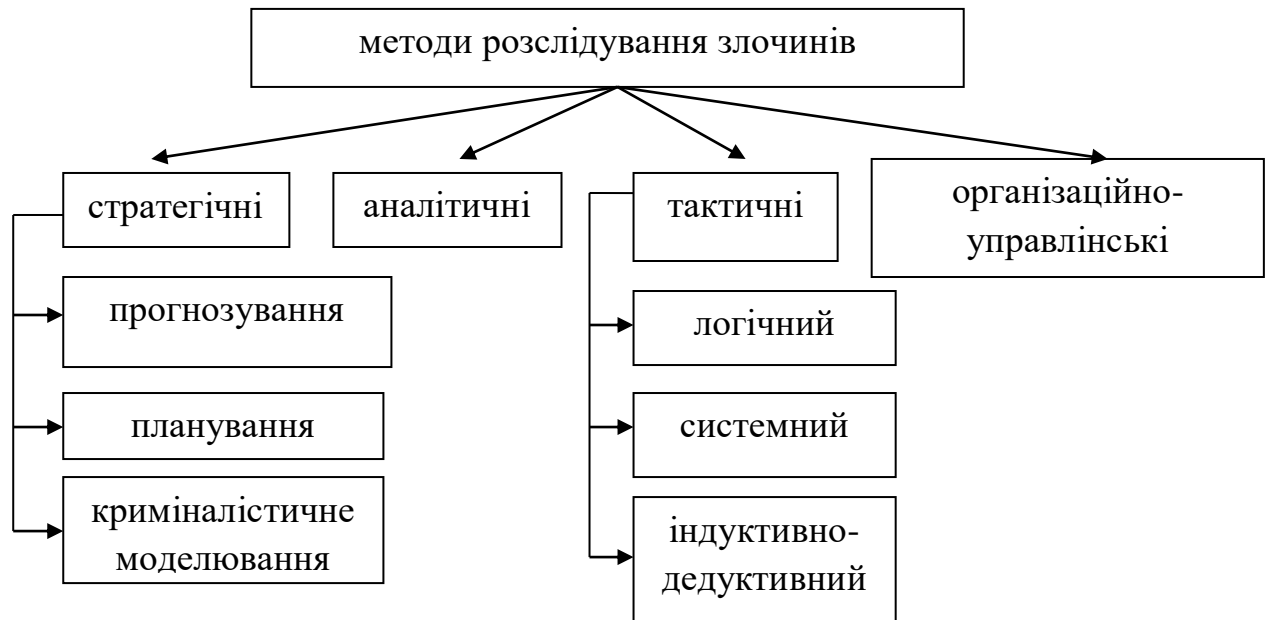 методи розслідування злочинів
стратегічні
аналітичні
тактичні
організаційно-
управлінські
прогнозування
планування
криміналістичне
моделювання
логічний
системний
індуктивно-
дедуктивний